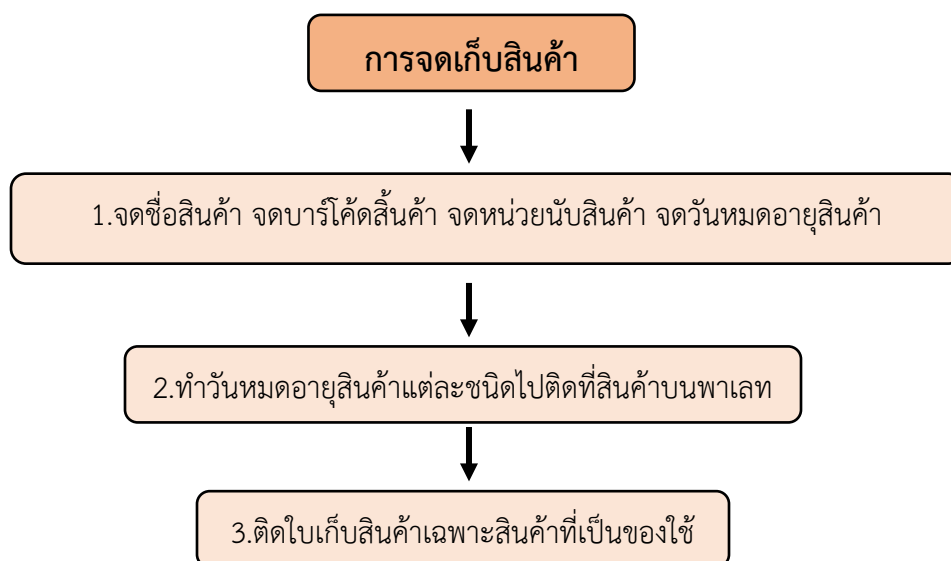 การจดเก็บสินค้า
1.จดชื่อสินค้า จดบาร์โค้ดสิ้นค้า จดหน่วยนับสินค้า จดวันหมดอายุสินค้า
2.ทำวันหมดอายุสินค้าแต่ละชนิดไปติดที่สินค้าบนพาเลท
3.ติดใบเก็บสินค้าเฉพาะสินค้าที่เป็นของใช้